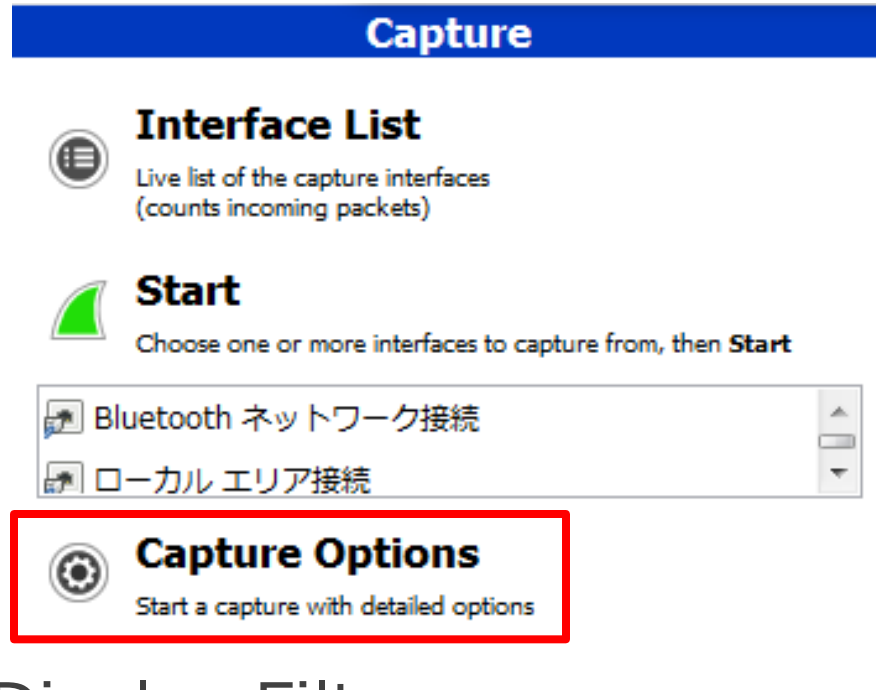 Capture
Interface List
Live list of the capture interfaces
(counts incoming packets)
Start
Choose one or more interfaces to capture from, then Start
Bluetooth ネットワーク接続
ローカル エリア接続
Capture Options
Start a capture with detailed options